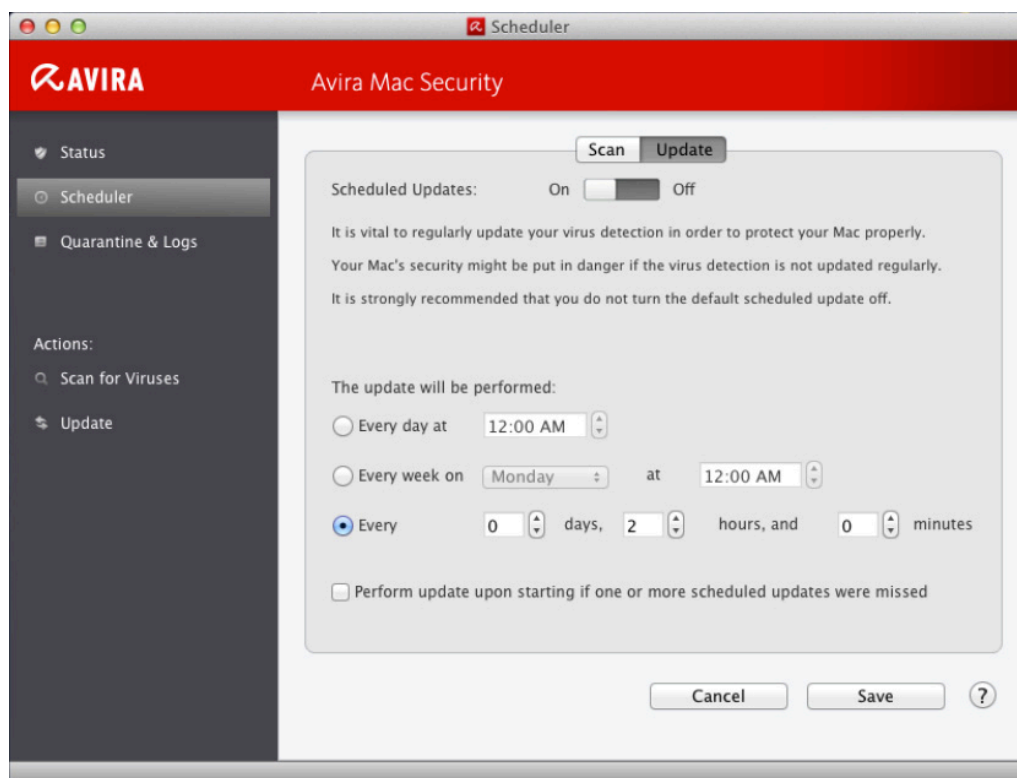 Scheduler
AVIRA
Avira Mac Security
Status
Scheduler
Quarantine & Logs
Actions:
Scan for Viruses
Update
Scan Update
Scheduled Updates: On Off
It is vital to regularly update your virus detection in order to protect your Mac properly.
Your Mac's security might be put in danger if the virus detection is not updated regularly.
It is strongly recommended that you do not turn the default scheduled update off.
The update will be performed:
Every day at 12:00 AM
Every week on Monday at 12:00 AM
Every 0 days, 2 hours, and 0 minutes
Perform update upon starting if one or more scheduled updates were missed
Cancel Save ?